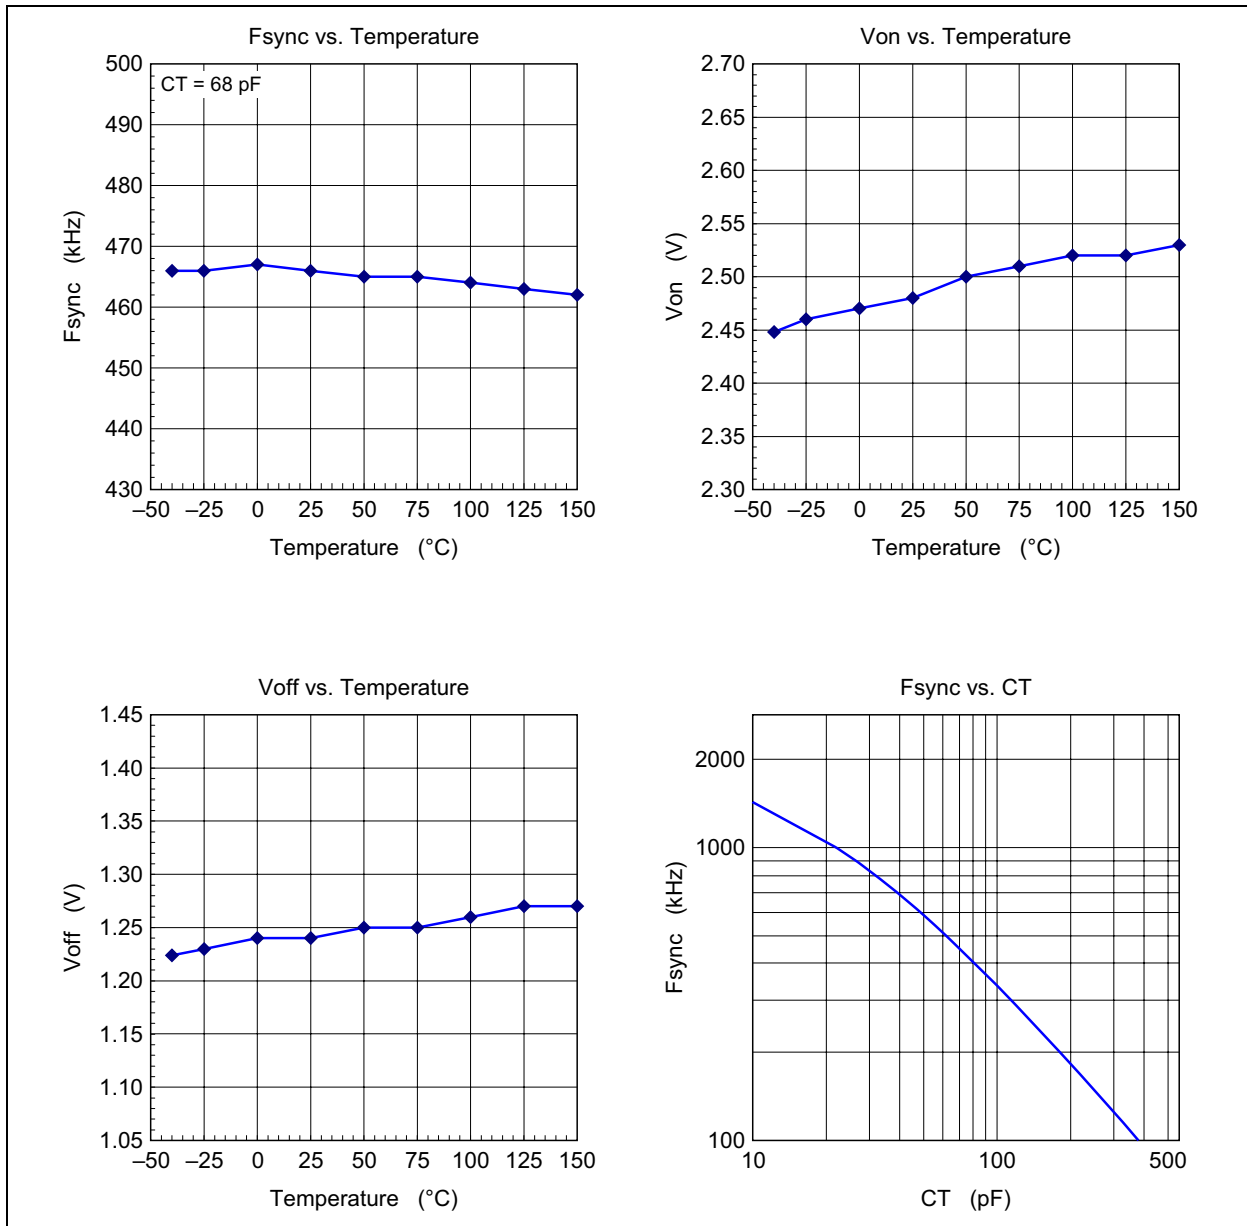 Fsync vs. Temperature
CT = 68 pF
500
490
480
470
460
450
440
430
Fsync (kHz)
–50 –25 0 25 50 75 100 125 150
Temperature (°C)
Von vs. Temperature
2.70
2.65
2.60
2.55
2.50
2.45
2.40
2.35
2.30
Von (V)
–50 –25 0 25 50 75 100 125 150
Temperature (°C)
Voff vs. Temperature
1.45
1.40
1.35
1.30
1.25
1.20
1.15
1.10
1.05
Voff (V)
–50 –25 0 25 50 75 100 125 150
Temperature (°C)
Fsync vs. CT
2000
1000
100
Fsync (kHz)
10 100 500
CT (pF)